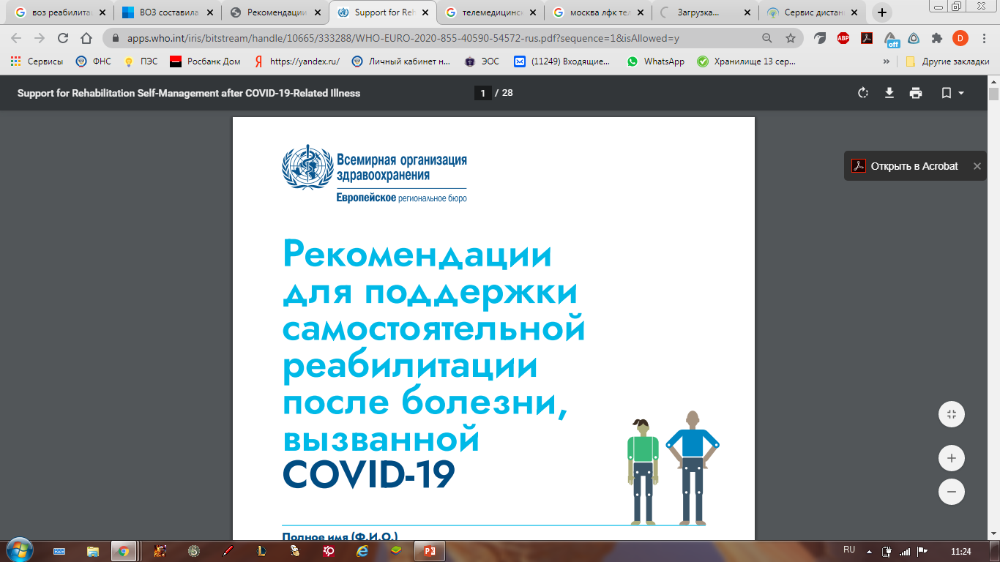 воз реабилита
ВОЗ составила
Рекомендации
Support for Reh
телемедицинс
москва лфк тел
Загрузка...
Сервис дистан
apps.who.int/iris/bitstream/handle/10665/333288/WHO-EURO-2020-855-40590-54572-rus.pdf?sequence=1&isAllowed=y
ABP
off
D
Сервисы
ФНС
ПЭС
Росбанк Дом
https://yandex.ru/
Личный кабинет н...
ЭОС
(11249) Входящие...
WhatsApp
Хранилище 13 сер...
»
Другие закладки
Support for Rehabilitation Self-Management after COVID-19-Related Illness
1 / 28
Открыть в Acrobat
Всемирная организация
здравоохранения
Европейское региональное бюро
Рекомендации
для поддержки
самостоятельной
реабилитации
после болезни,
вызванной
COVID-19
Полное имя (Ф.И.О.)
RU
11:24